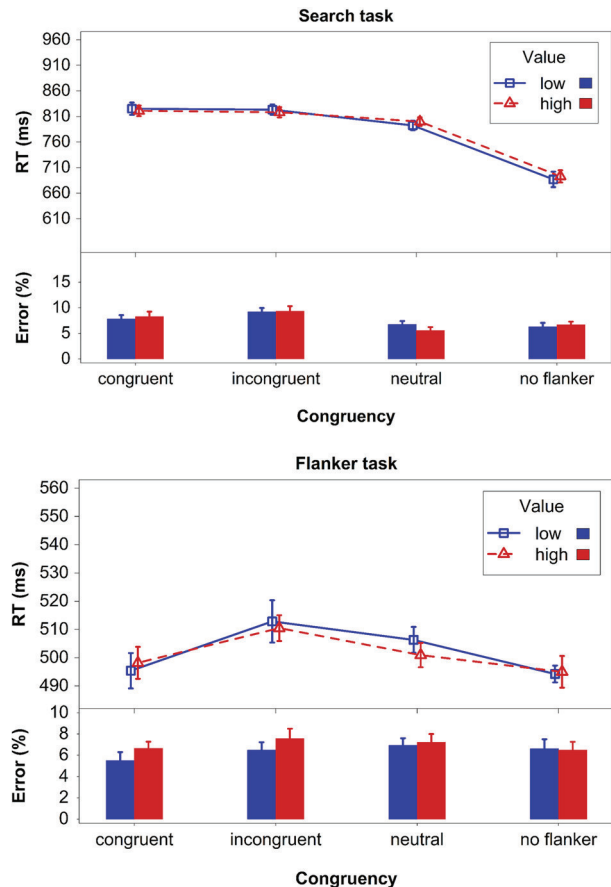 Search task
960
910
860
810
760
710
660
610
RT (ms)
Value
low
high
15
10
5
0
Error (%)
congruent incongruent neutral no flanker
Congruency
Flanker task
560
550
540
530
520
510
500
490
RT (ms)
Value
low
high
10
8
6
4
2
0
Error (%)
congruent incongruent neutral no flanker
Congruency